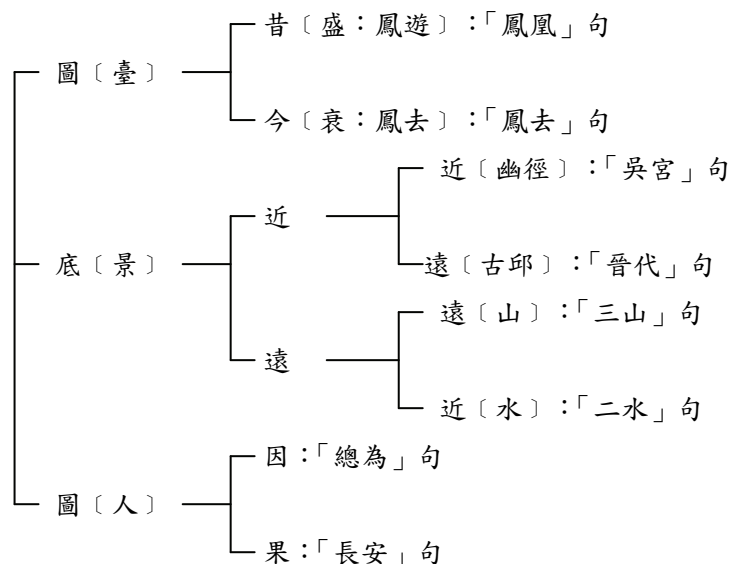 昔〔盛：鳳遊〕：「鳳凰」句
圖〔臺〕
今〔衰：鳳去〕：「鳳去」句
近〔幽徑〕：「吳宮」句
近
遠〔古邱〕：「晉代」句
底〔景〕
遠〔山〕：「三山」句
遠
近〔水〕：「二水」句
因：「總為」句
圖〔人〕
果：「長安」句